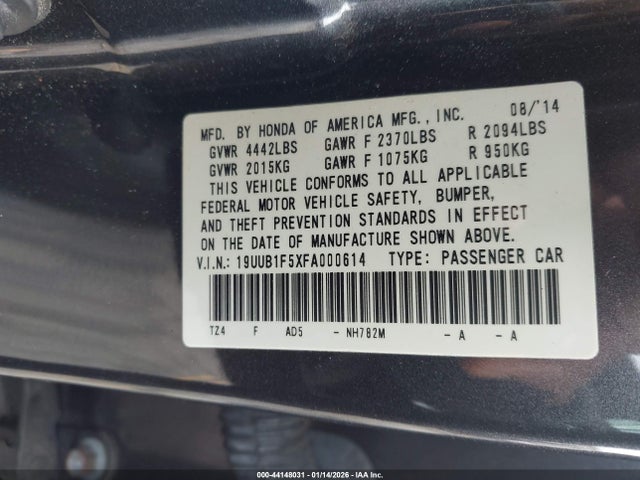 MFD. BY HONDA OF AMERICA MFG., INC. 08/'14
GVWR 4442LBS GAWR F 2370LBS R 2094LBS
GVWR 2015KG GAWR F 1075KG R 950KG
THIS VEHICLE CONFORMS TO ALL APPLICABLE
FEDERAL MOTOR VEHICLE SAFETY, BUMPER,
AND THEFT PREVENTION STANDARDS IN EFFECT
ON THE DATE OF MANUFACTURE SHOWN ABOVE.
V.I.N.: 19UUB1F5XFA000614 TYPE: PASSENGER CAR
TZ4 F AD5 - NH782M - A - A
000-44148031 - 01/14/2026 - IAA Inc.